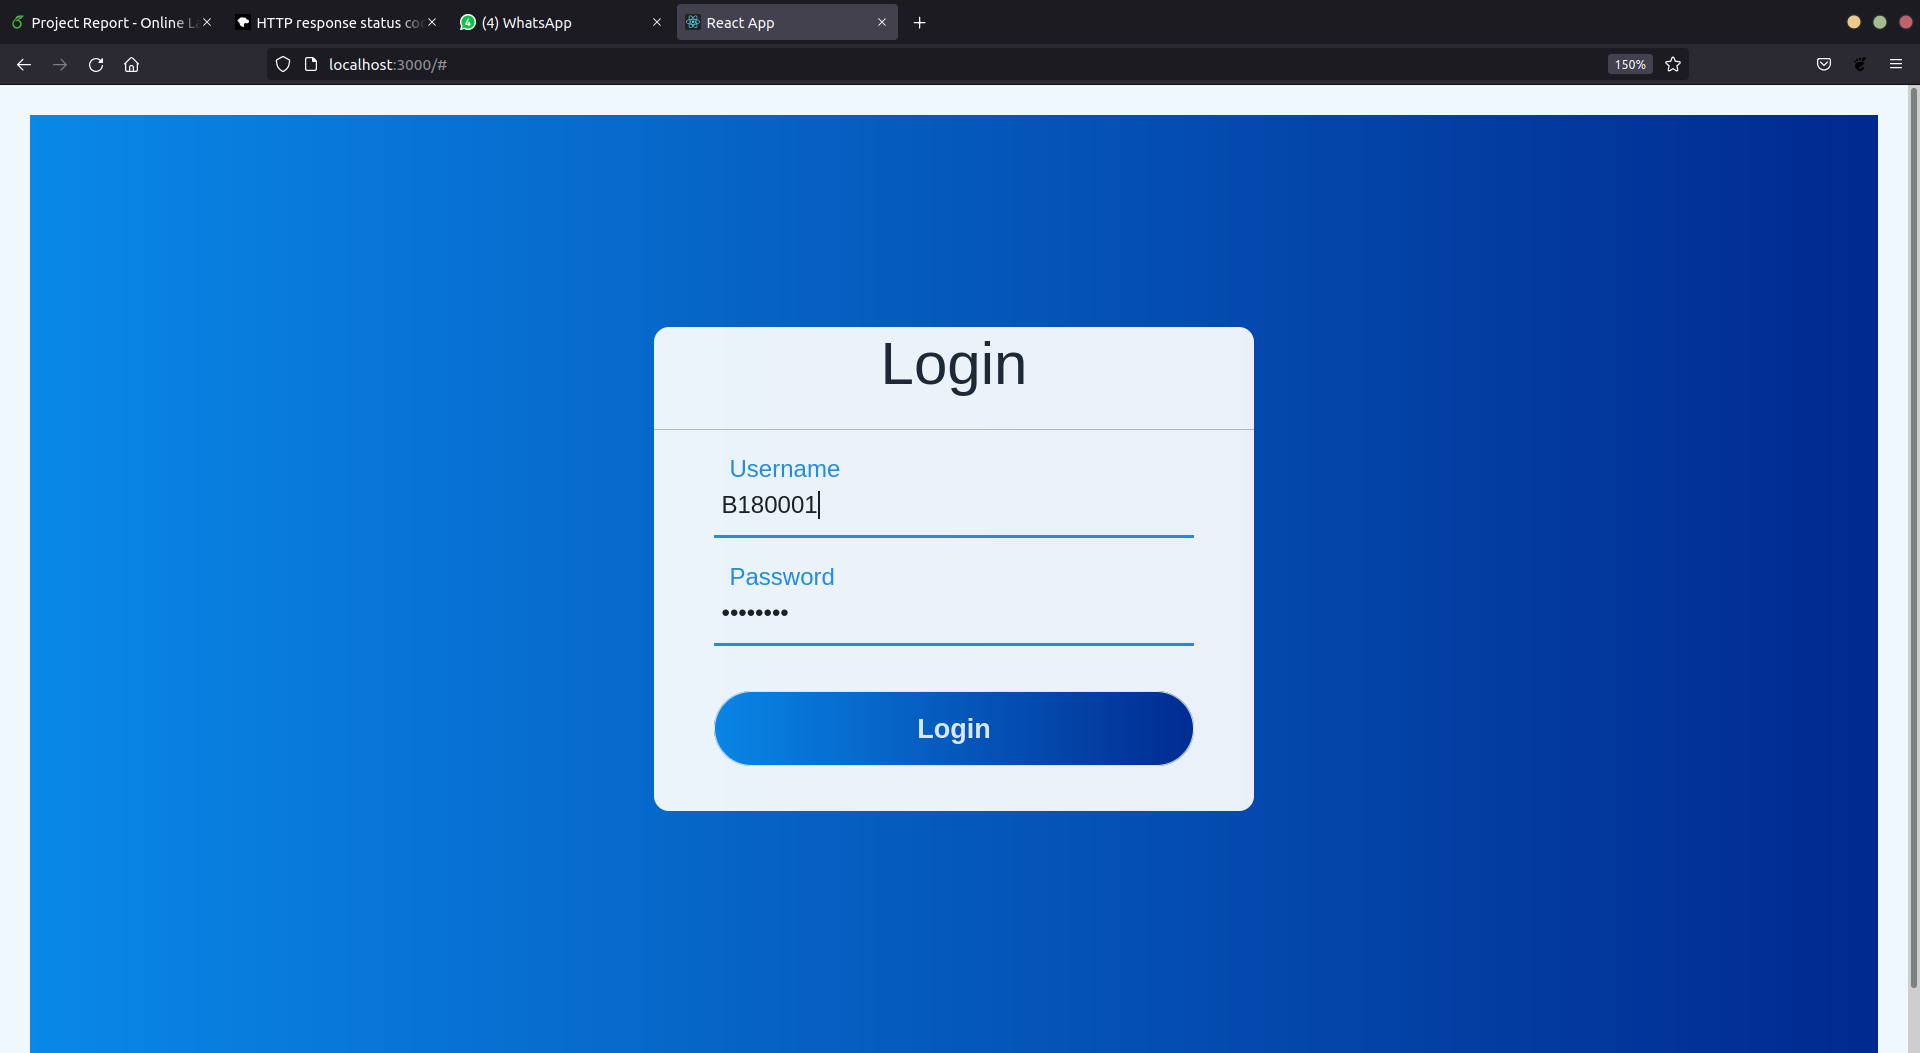 Project Report - Online L
HTTP response status co
(4) WhatsApp
React App
localhost:3000/#
150%
Login
Username
B180001
Password
••••••••
Login